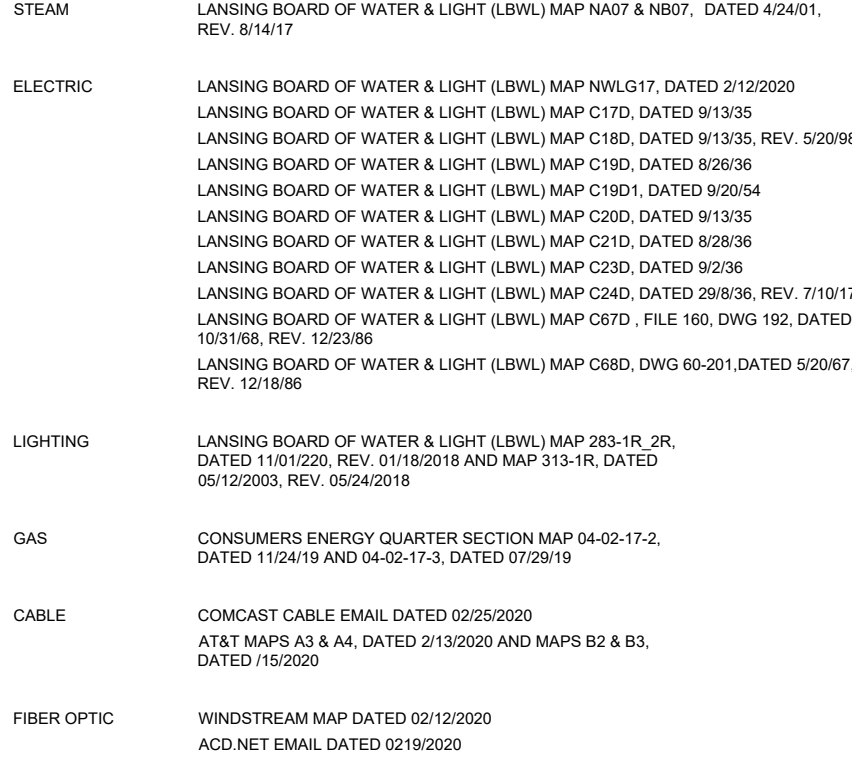 STEAM LANSING BOARD OF WATER & LIGHT (LBWL) MAP NA07 & NB07, DATED 4/24/01,
REV. 8/14/17
ELECTRIC LANSING BOARD OF WATER & LIGHT (LBWL) MAP NWLG17, DATED 2/12/2020
LANSING BOARD OF WATER & LIGHT (LBWL) MAP C17D, DATED 9/13/35
LANSING BOARD OF WATER & LIGHT (LBWL) MAP C18D, DATED 9/13/35, REV. 5/20/98
LANSING BOARD OF WATER & LIGHT (LBWL) MAP C19D, DATED 8/26/36
LANSING BOARD OF WATER & LIGHT (LBWL) MAP C19D1, DATED 9/20/54
LANSING BOARD OF WATER & LIGHT (LBWL) MAP C20D, DATED 9/13/35
LANSING BOARD OF WATER & LIGHT (LBWL) MAP C21D, DATED 8/28/36
LANSING BOARD OF WATER & LIGHT (LBWL) MAP C23D, DATED 9/2/36
LANSING BOARD OF WATER & LIGHT (LBWL) MAP C24D, DATED 29/8/36, REV. 7/10/17
LANSING BOARD OF WATER & LIGHT (LBWL) MAP C67D , FILE 160, DWG 192, DATED
10/31/68, REV. 12/23/86
LANSING BOARD OF WATER & LIGHT (LBWL) MAP C68D, DWG 60-201,DATED 5/20/67,
REV. 12/18/86
LIGHTING LANSING BOARD OF WATER & LIGHT (LBWL) MAP 283-1R_2R,
DATED 11/01/220, REV. 01/18/2018 AND MAP 313-1R, DATED
05/12/2003, REV. 05/24/2018
GAS CONSUMERS ENERGY QUARTER SECTION MAP 04-02-17-2,
DATED 11/24/19 AND 04-02-17-3, DATED 07/29/19
CABLE COMCAST CABLE EMAIL DATED 02/25/2020
AT&T MAPS A3 & A4, DATED 2/13/2020 AND MAPS B2 & B3,
DATED /15/2020
FIBER OPTIC WINDSTREAM MAP DATED 02/12/2020
ACD.NET EMAIL DATED 0219/2020